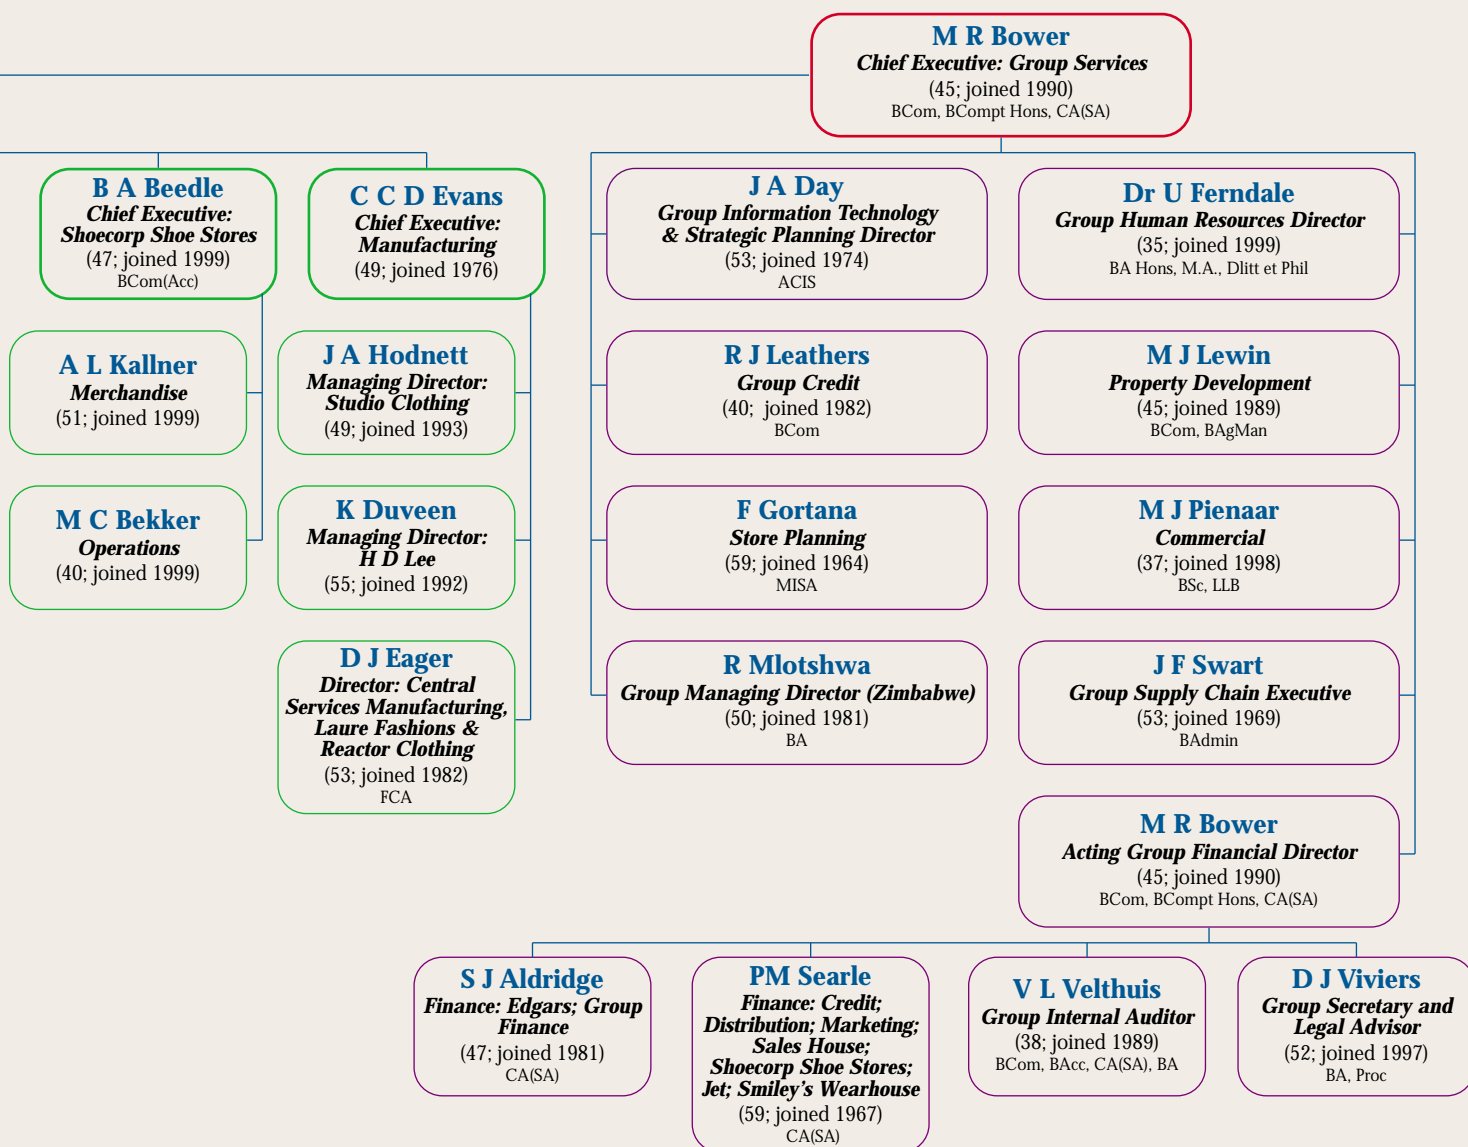 M R Bower
Chief Executive: Group Services
(45; joined 1990)
BCom, BCompt Hons, CA(SA)
B A Beedle
Chief Executive:
Shoecorp Shoe Stores
(47; joined 1999)
BCom(Acc)
C C D Evans
Chief Executive:
Manufacturing
(49; joined 1976)
J A Day
Group Information Technology
& Strategic Planning Director
(53; joined 1974)
ACIS
Dr U Ferndale
Group Human Resources Director
(35; joined 1999)
BA Hons, M.A., Dlitt et Phil
A L Kallner
Merchandise
(51; joined 1999)
J A Hodnett
Managing Director:
Studio Clothing
(49; joined 1993)
R J Leathers
Group Credit
(40; joined 1982)
BCom
M J Lewin
Property Development
(45; joined 1989)
BCom, BAgMan
M C Bekker
Operations
(40; joined 1999)
K Duveen
Managing Director:
H D Lee
(55; joined 1992)
F Gortana
Store Planning
(59; joined 1964)
MISA
M J Pienaar
Commercial
(37; joined 1998)
BSc, LLB
D J Eager
Director: Central
Services Manufacturing,
Laure Fashions &
Reactor Clothing
(53; joined 1982)
FCA
R Mlotshwa
Group Managing Director (Zimbabwe)
(50; joined 1981)
BA
J F Swart
Group Supply Chain Executive
(53; joined 1969)
BAdmin
M R Bower
Acting Group Financial Director
(45; joined 1990)
BCom, BCompt Hons, CA(SA)
S J Aldridge
Finance: Edgars; Group
Finance
(47; joined 1981)
CA(SA)
PM Searle
Finance: Credit;
Distribution; Marketing;
Sales House;
Shoecorp Shoe Stores;
Jet; Smiley's Wearhouse
(59; joined 1967)
CA(SA)
V L Velthuis
Group Internal Auditor
(38; joined 1989)
BCom, BAcc, CA(SA), BA
D J Viviers
Group Secretary and
Legal Advisor
(52; joined 1997)
BA, Proc